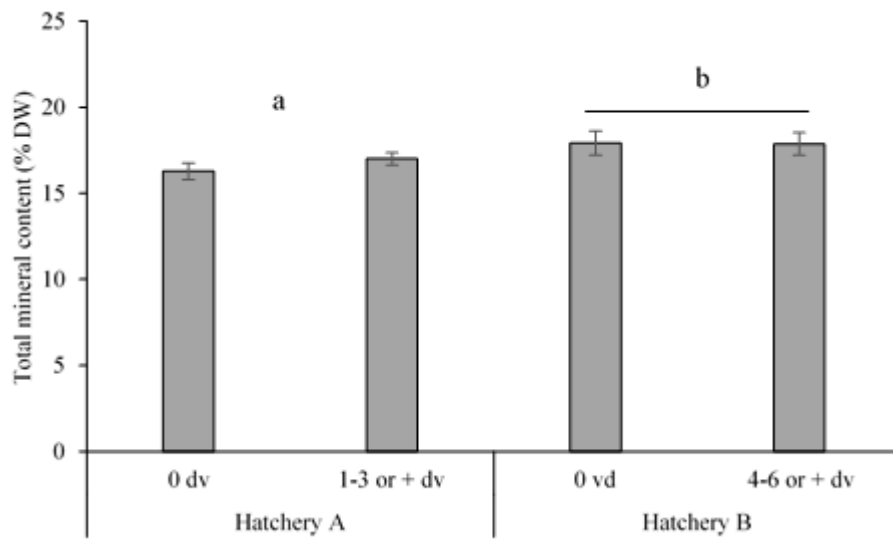 25
20
15
10
5
0
Total mineral content (% DW)
a
b
0 dv
1-3 or + dv
0 vd
4-6 or + dv
Hatchery A
Hatchery B